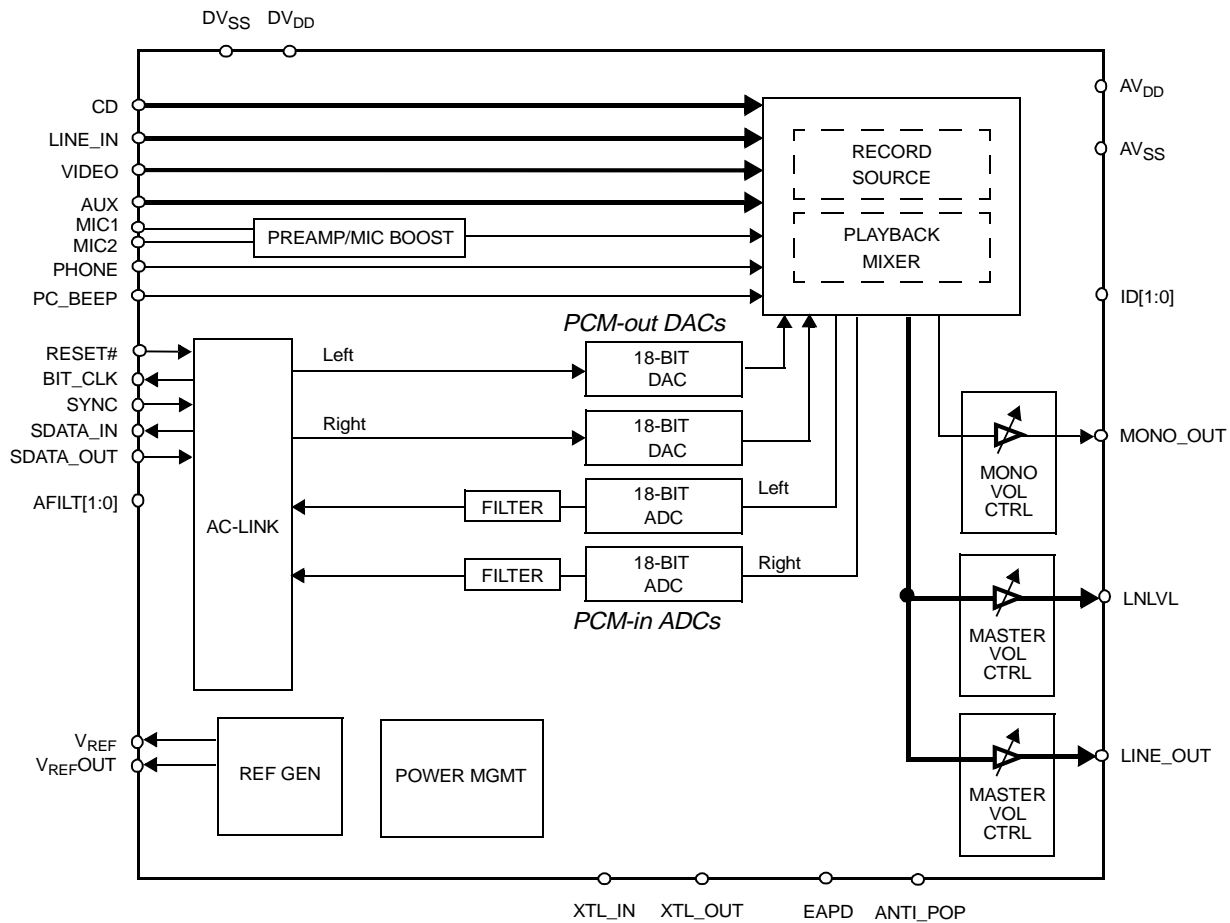 DVSS DVDD
CD
LINE_IN
VIDEO
AUX
MIC1
MIC2
PHONE
PC_BEEP
PREAMP/MIC BOOST
RECORD
SOURCE
PLAYBACK
MIXER
AVDD
AVSS
ID[1:0]
RESET#
BIT_CLK
SYNC
SDATA_IN
SDATA_OUT
AFILT[1:0]
AC-LINK
PCM-out DACs
Left
18-BIT
DAC
Right
18-BIT
DAC
FILTER
18-BIT
ADC
Left
FILTER
18-BIT
ADC
Right
PCM-in ADCs
MONO
VOL
CTRL
MONO_OUT
MASTER
VOL
CTRL
LNLVL
MASTER
VOL
CTRL
LINE_OUT
VREF
VREFOUT
REF GEN
POWER MGMT
XTL_IN XTL_OUT EAPD ANTI_POP